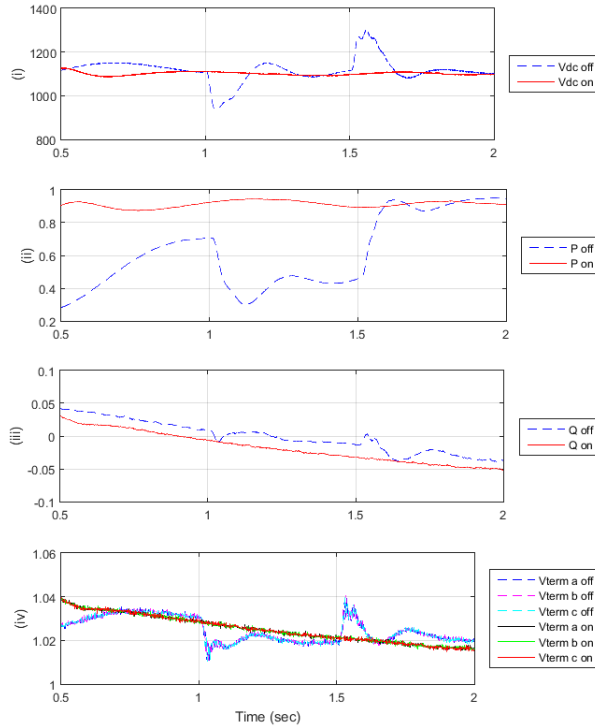 1400
1200
1000
800
(i)
0.5 1 1.5 2
Vdc off
Vdc on
1
0.8
0.6
0.4
0.2
(ii)
0.5 1 1.5 2
P off
P on
0.1
0.05
0
-0.05
-0.1
(iii)
0.5 1 1.5 2
Q off
Q on
1.06
1.04
1.02
1
(iv)
0.5 1 1.5 2
Time (sec)
Vterm a off
Vterm b off
Vterm c off
Vterm a on
Vterm b on
Vterm c on